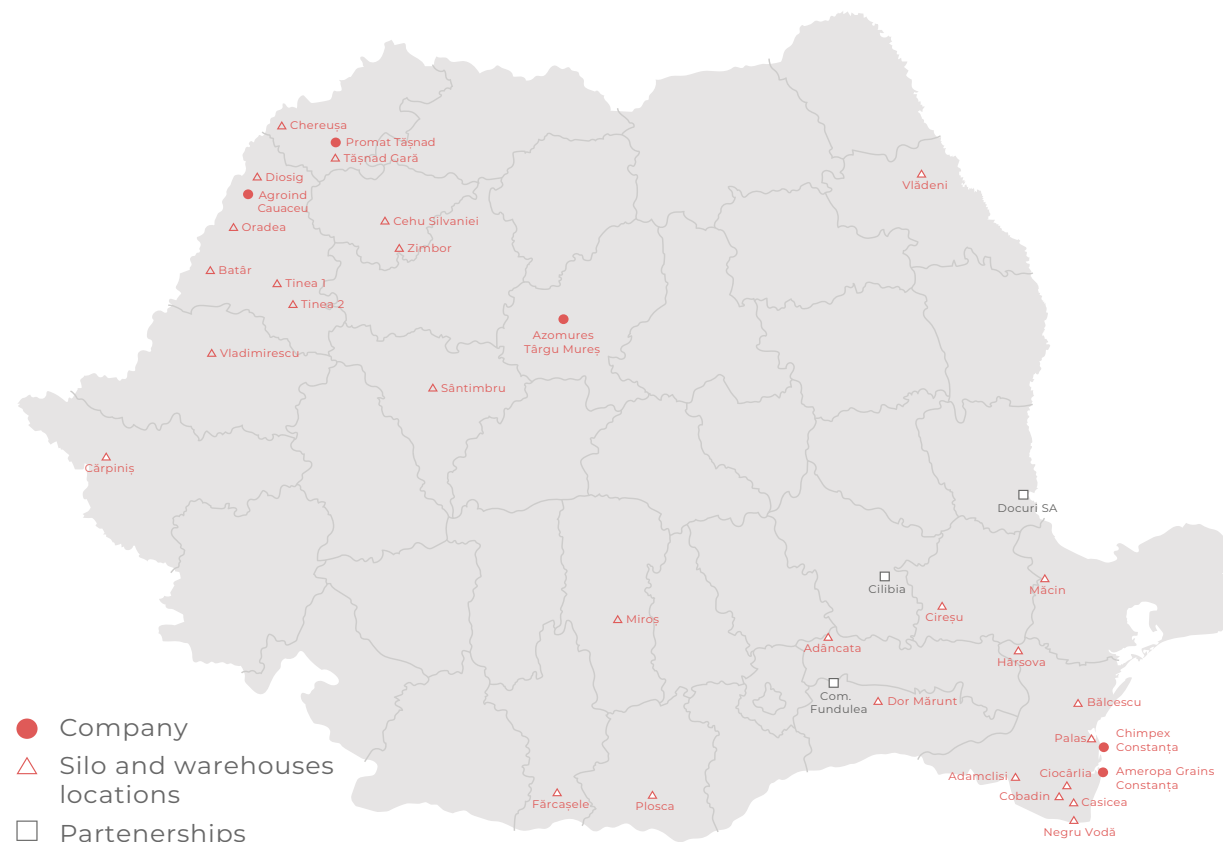 Chereușa
Promat Tășnad
Tășnad Gară
Diosig
Vlădeni
Agroind
Cauaceu
Cehu Silvaniei
Oradea
Zimbor
Batăr
Tinea 1
Tinea 2
Azomures
Târgu Mureș
Vladimirescu
Sântimbru
Cărpiniș
Docuri SA
Cilibia
Măcin
Cireșu
Miroș
Adâncata
Hârsova
Com.
Fundulea
Dor Mărunt
Bălcescu
Palas
Chimpex
Constanța
Ciocârlia
Ameropa Grains
Constanța
Adamclisi
Cobadin
Casicea
Fărcașele
Plosca
Negru Vodă
Company
Silo and warehouses
locations
Partenerships